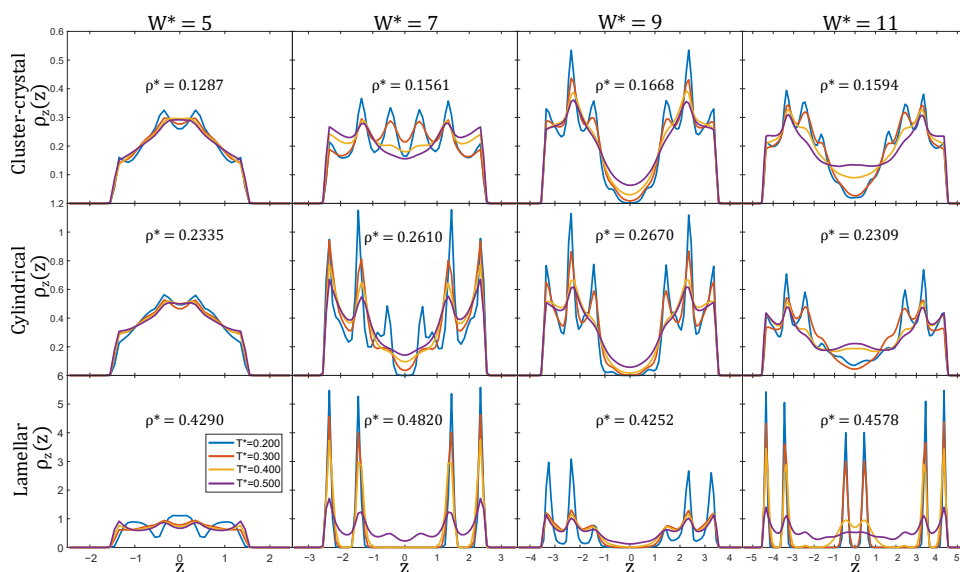 W* = 5 W* = 7 W* = 9 W* = 11
Cluster-crystal
ρz(z)
0.6
0.5
0.4
0.3
0.2
0.1
ρ* = 0.1287 ρ* = 0.1561 ρ* = 0.1668 ρ* = 0.1594
Cylindrical
ρz(z)
1.2
1
0.8
0.6
0.4
0.2
ρ* = 0.2335 ρ* = 0.2610 ρ* = 0.2670 ρ* = 0.2309
Lamellar
ρz(z)
6
5
4
3
2
1
0
ρ* = 0.4290 ρ* = 0.4820 ρ* = 0.4252 ρ* = 0.4578
T*=0.200
T*=0.300
T*=0.400
T*=0.500
-2 -1 0 1 2 -3 -2 -1 0 1 2 3 -4 -3 -2 -1 0 1 2 3 4 -5 -4 -3 -2 -1 0 1 2 3 4 5
z z z z